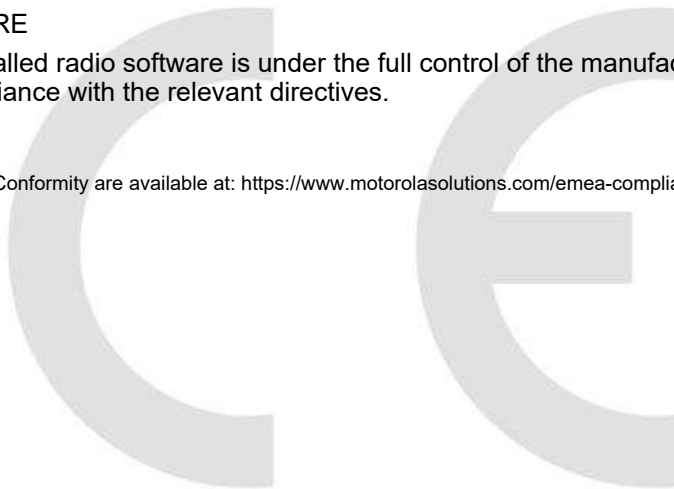 RE
alled radio software is under the full control of the manufac
iance with the relevant directives.
Conformity are available at: https://www.motorolasolutions.com/emea-complia
CE